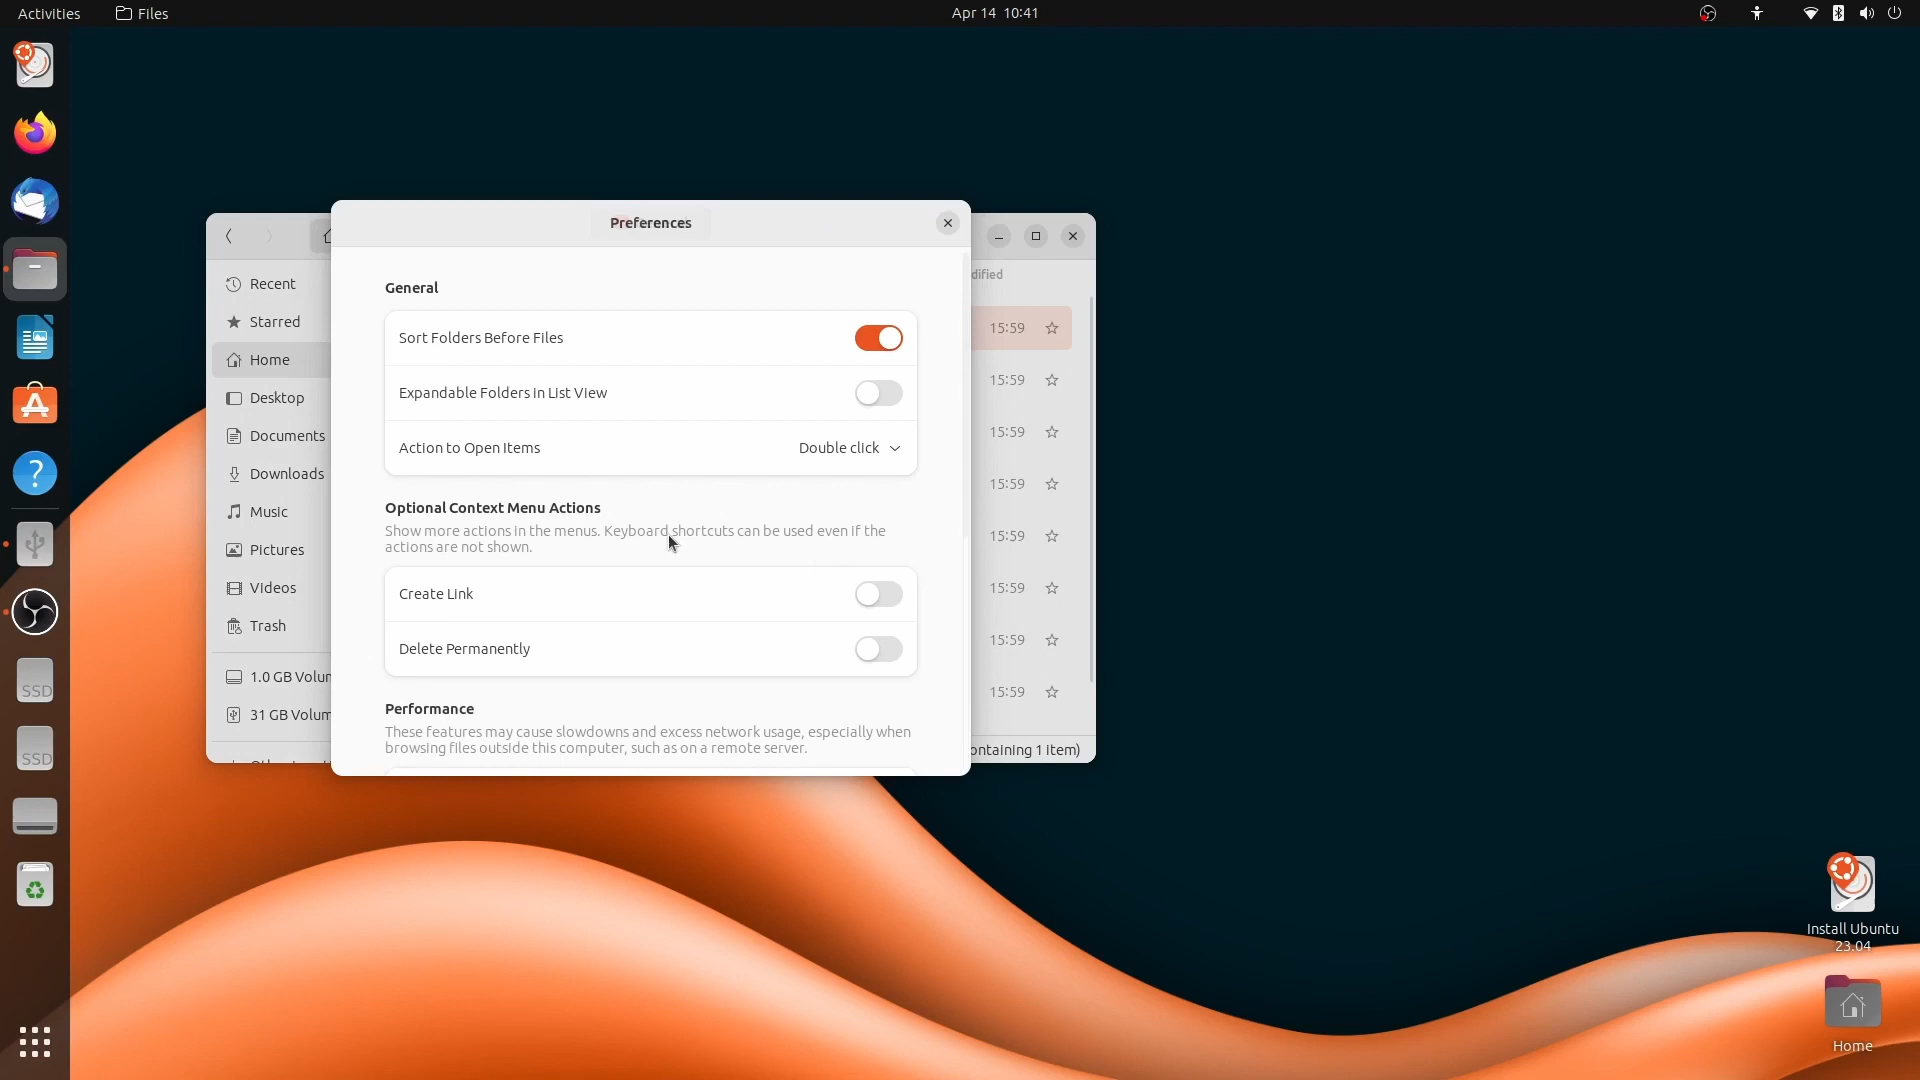 Activities
Files
Apr 14 10:41
Preferences
General
Sort Folders Before Files
Expandable Folders in List View
Action to Open Items
Double click
Optional Context Menu Actions
Show more actions in the menus. Keyboard shortcuts can be used even if the
actions are not shown.
Create Link
Delete Permanently
Performance
These features may cause slowdowns and excess network usage, especially when
browsing files outside this computer, such as on a remote server.
Recent
Starred
Home
Desktop
Documents
Downloads
Music
Pictures
Videos
Trash
1.0 GB Volum
31 GB Volum
dified
15:59
15:59
15:59
15:59
15:59
15:59
15:59
15:59
ontaining 1 item)
SSD
SSD
Install Ubuntu
23.04
Home